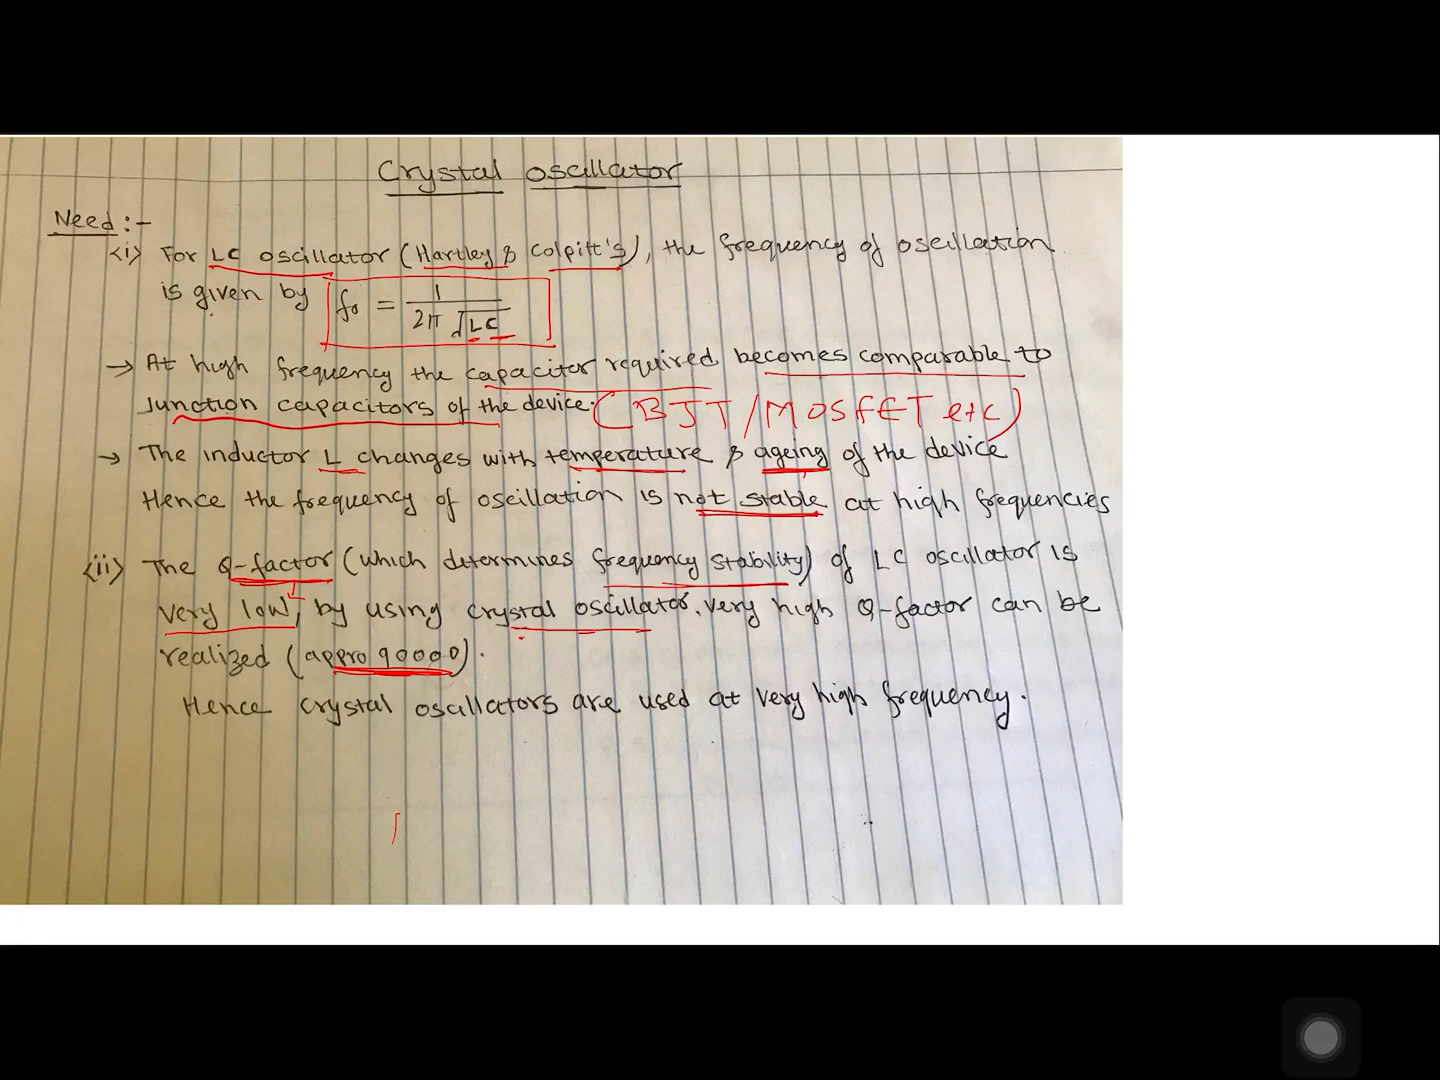 Crystal oscillator
Need :-
(i) For LC oscillator (Hartley & Colpitt's), the frequency of oscillation
is given by f₀ = 1 / 2π √LC
→ At high frequency the capacitor required becomes comparable to
Junction capacitors of the device. (BJT/MOSFET etc)
→ The inductor L changes with temperature & ageing of the device
Hence the frequency of oscillation is not stable at high frequencies
(ii) The Q-factor (which determines frequency stability) of LC oscillator is
very low, by using crystal oscillator, very high Q-factor can be
realized (appro 90000).
Hence crystal oscillators are used at very high frequency.